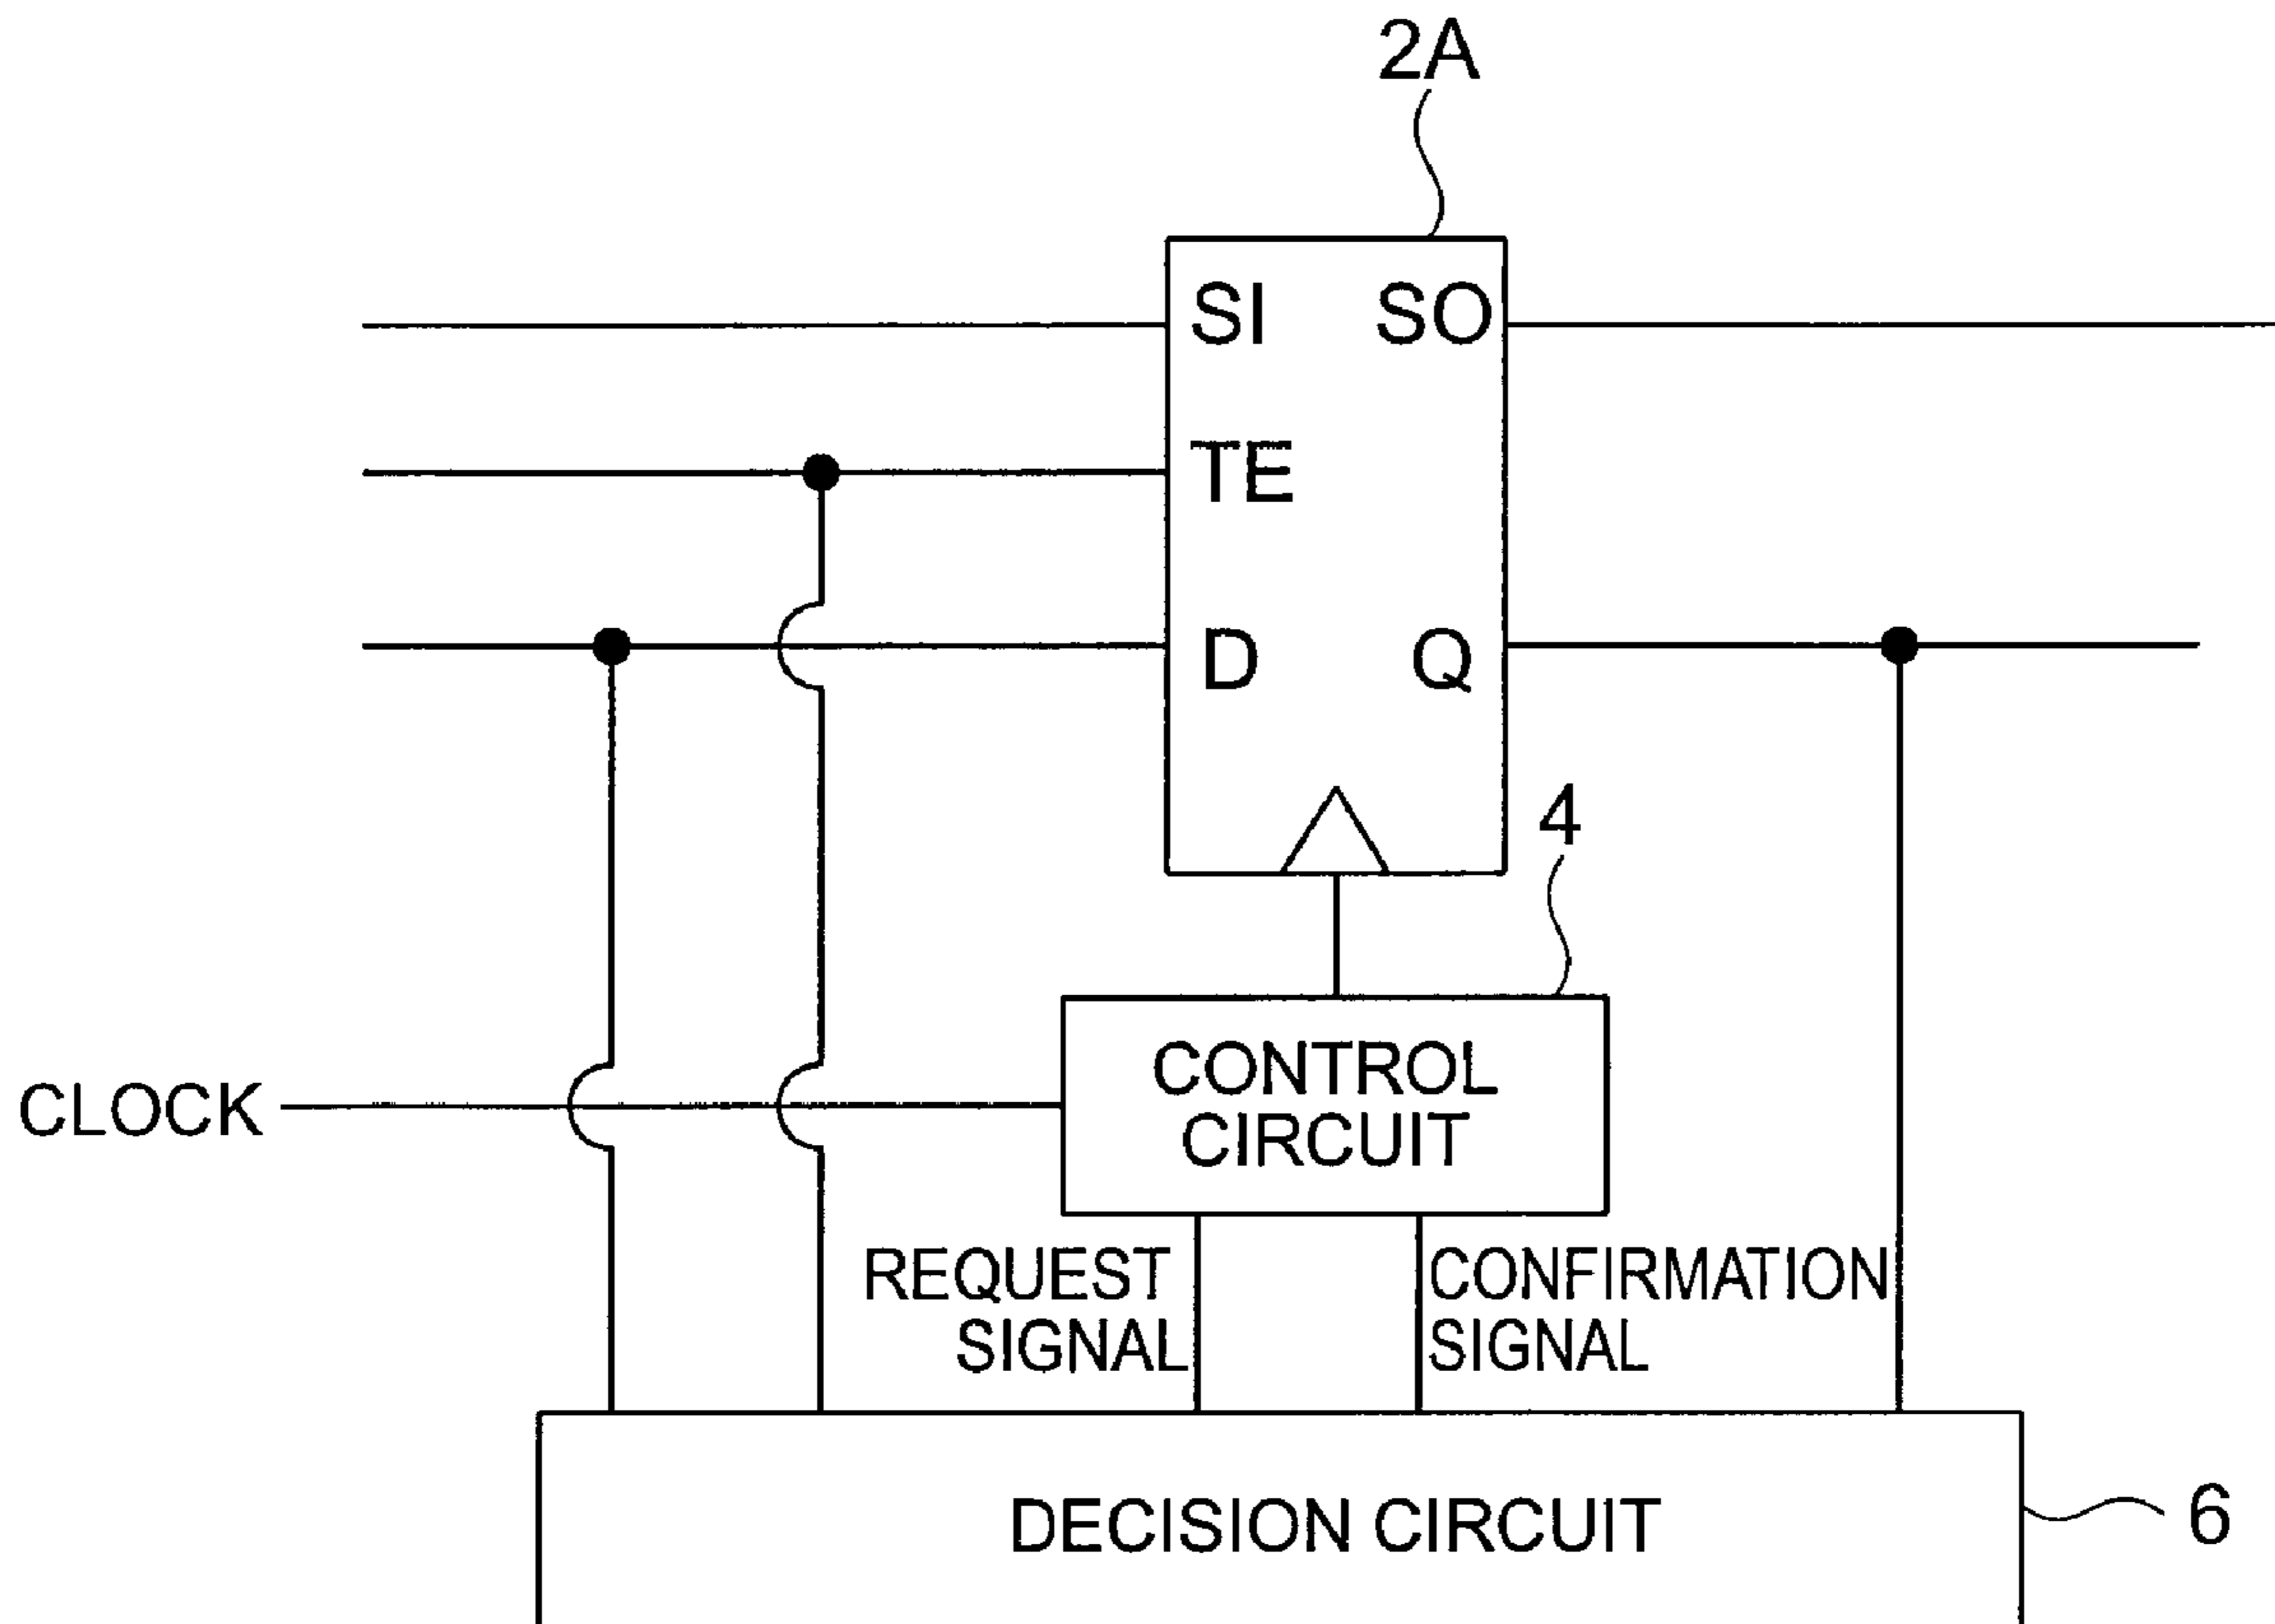 2A
SI SO
TE
D Q
4
CLOCK
CONTROL
CIRCUIT
REQUEST
SIGNAL
CONFIRMATION
SIGNAL
DECISION CIRCUIT
6